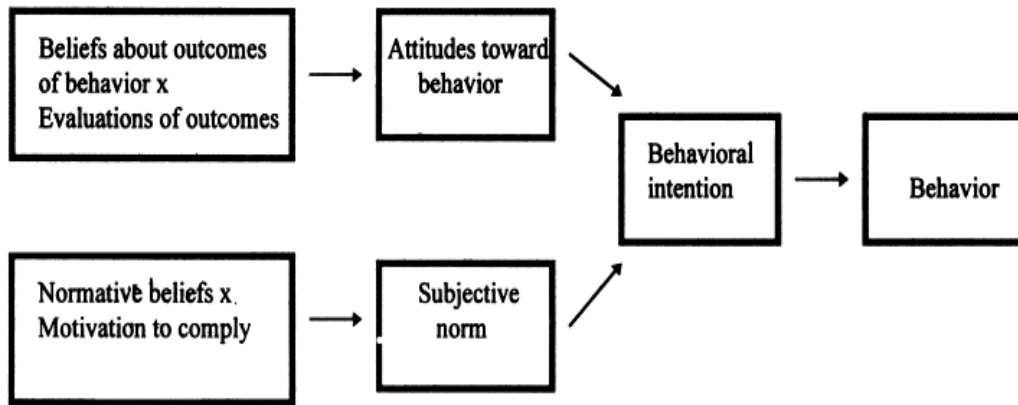 Beliefs about outcomes
of behavior x
Evaluations of outcomes
Attitudes toward
behavior
Behavioral
intention
Behavior
Normative beliefs x
Motivation to comply
Subjective
norm